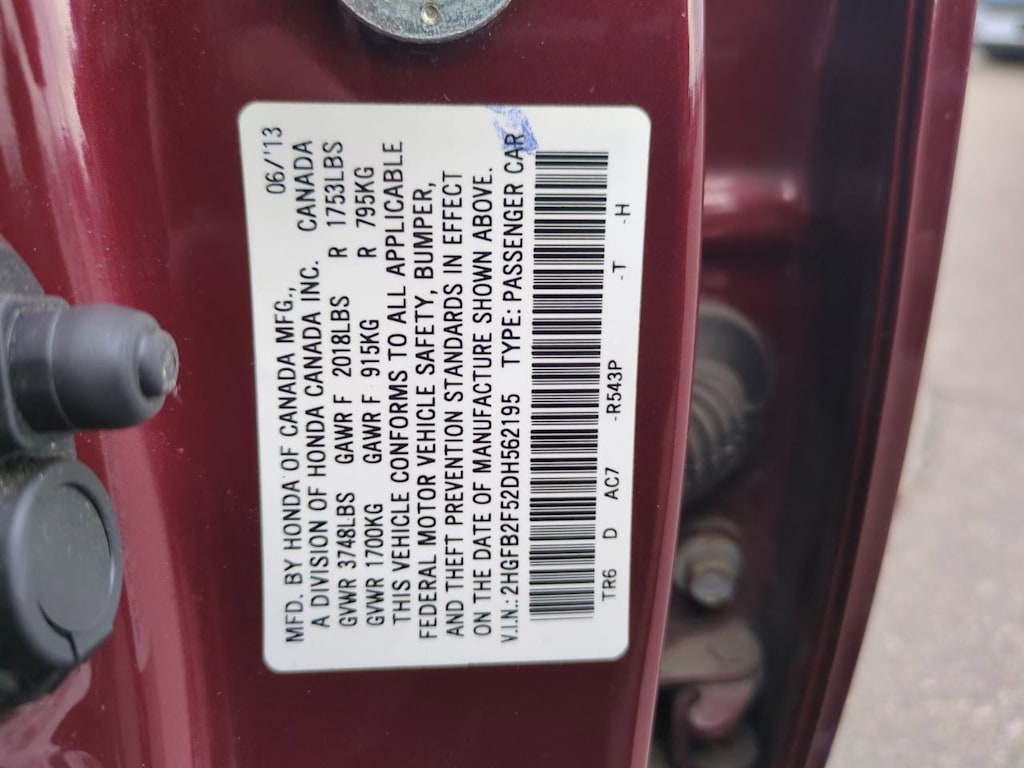 MFD. BY HONDA OF CANADA MFG., 06/'13
A DIVISION OF HONDA CANADA INC. CANADA
GVWR 3748LBS GAWR F 2018LBS R 1753LBS
GVWR 1700KG GAWR F 915KG R 795KG
THIS VEHICLE CONFORMS TO ALL APPLICABLE
FEDERAL MOTOR VEHICLE SAFETY, BUMPER,
AND THEFT PREVENTION STANDARDS IN EFFECT
ON THE DATE OF MANUFACTURE SHOWN ABOVE.
V.I.N.: 2HGFB2F52DH562195 TYPE: PASSENGER CAR
TR6 D AC7 -R543P -T -H